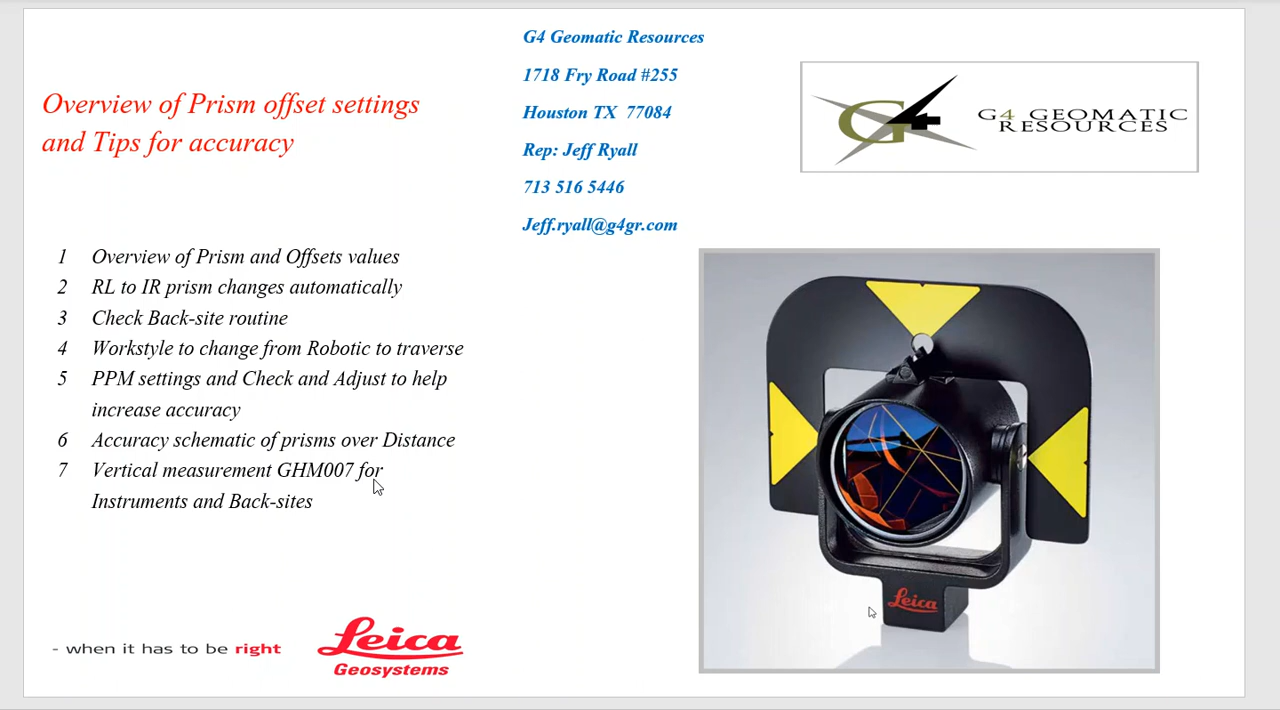 Overview of Prism offset settings
and Tips for accuracy
G4 Geomatic Resources
1718 Fry Road #255
Houston TX 77084
Rep: Jeff Ryall
713 516 5446
Jeff.ryall@g4gr.com
G4
G4 GEOMATIC
RESOURCES
1 Overview of Prism and Offsets values
2 RL to IR prism changes automatically
3 Check Back-site routine
4 Workstyle to change from Robotic to traverse
5 PPM settings and Check and Adjust to help
increase accuracy
6 Accuracy schematic of prisms over Distance
7 Vertical measurement GHM007 for
Instruments and Back-sites
Leica
- when it has to be right
Leica
Geosystems